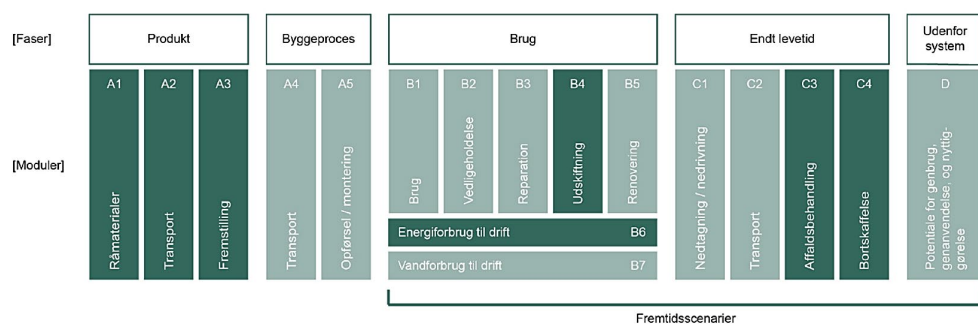 [Faser]
Produkt
Byggeproces
Brug
Endt levetid
Udenfor
system
[Moduler]
A1
Råmaterialer
A2
Transport
A3
Fremstilling
A4
Transport
A5
Opførsel / montering
B1
Brug
B2
Vedligeholdelse
B3
Reparation
B4
Udskiftning
B5
Renovering
Energiforbrug til drift B6
Vandforbrug til drift B7
C1
Nedtagning / nedrivning
C2
Transport
C3
Affaldsbehandling
C4
Bortskaffelse
D
Potentiale for genbrug,
genanvendelse, og nyttig-
gørelse
Fremtidsscenarier